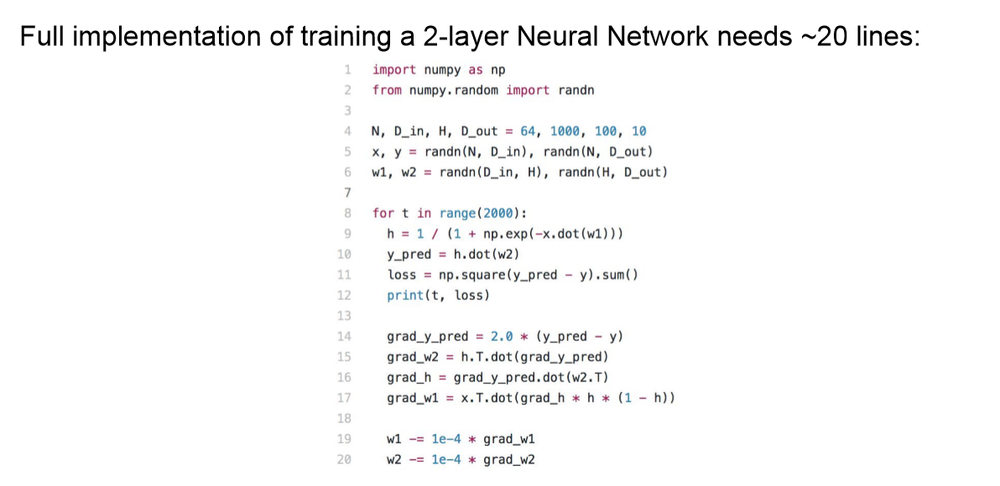 Full implementation of training a 2-layer Neural Network needs ~20 lines:
1 import numpy as np
2 from numpy.random import randn
3
4 N, D_in, H, D_out = 64, 1000, 100, 10
5 x, y = randn(N, D_in), randn(N, D_out)
6 w1, w2 = randn(D_in, H), randn(H, D_out)
7
8 for t in range(2000):
9   h = 1 / (1 + np.exp(-x.dot(w1)))
10   y_pred = h.dot(w2)
11   loss = np.square(y_pred - y).sum()
12   print(t, loss)
13
14   grad_y_pred = 2.0 * (y_pred - y)
15   grad_w2 = h.T.dot(grad_y_pred)
16   grad_h = grad_y_pred.dot(w2.T)
17   grad_w1 = x.T.dot(grad_h * h * (1 - h))
18
19   w1 -= 1e-4 * grad_w1
20   w2 -= 1e-4 * grad_w2